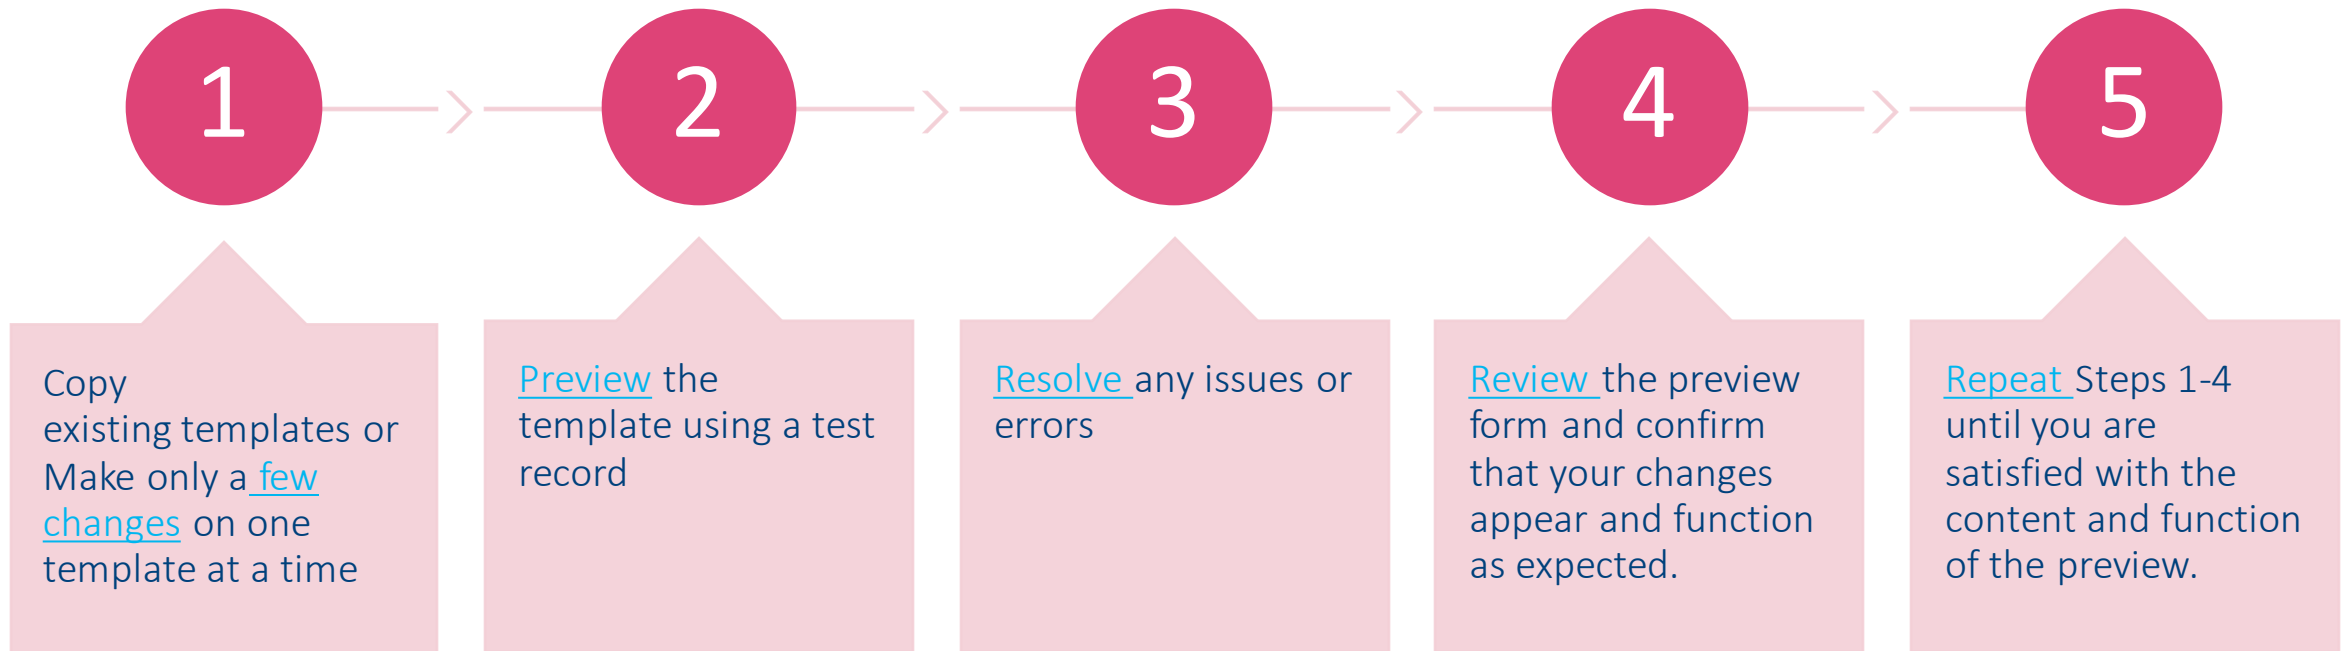 1
2
3
4
5
Copy
existing templates or
Make only a few
changes on one
template at a time
Preview the
template using a test
record
Resolve any issues or
errors
Review the preview
form and confirm
that your changes
appear and function
as expected.
Repeat Steps 1-4
until you are
satisfied with the
content and function
of the preview.